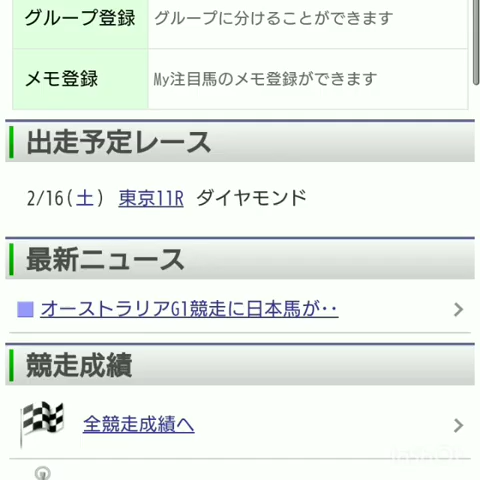 グループ登録 グループに分けることができます
メモ登録 My注目馬のメモ登録ができます
出走予定レース
2/16(土) 東京11R ダイヤモンド
最新ニュース
オーストラリアG1競走に日本馬が‥
競走成績
全競走成績へ